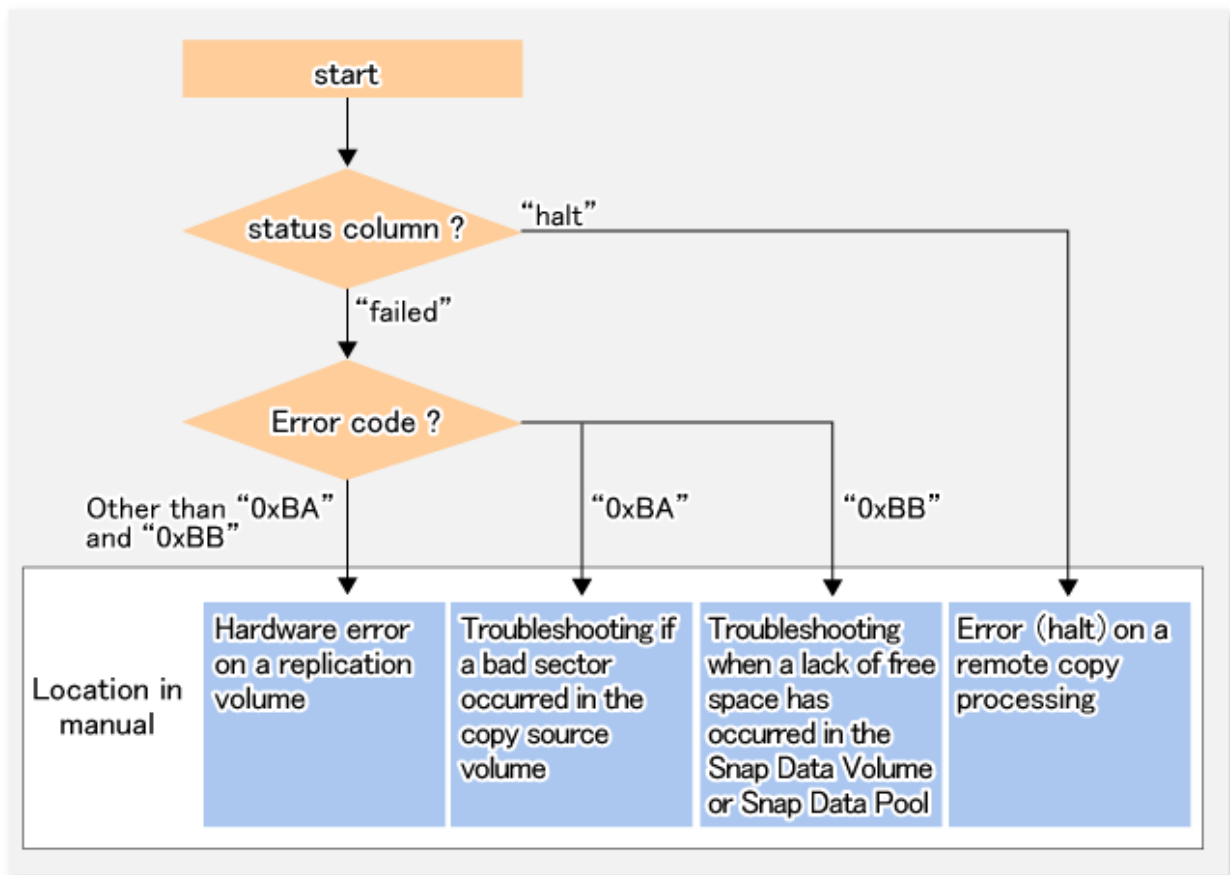 start
status column ?
“halt”
“failed”
Error code ?
Other than “0xBA”
and “0xBB”
“0xBA”
“0xBB”
Location in
manual
Hardware error
on a replication
volume
Troubleshooting if
a bad sector
occurred in the
copy source
volume
Troubleshooting
when a lack of free
space has
occurred in the
Snap Data Volume
or Snap Data Pool
Error (halt) on a
remote copy
processing